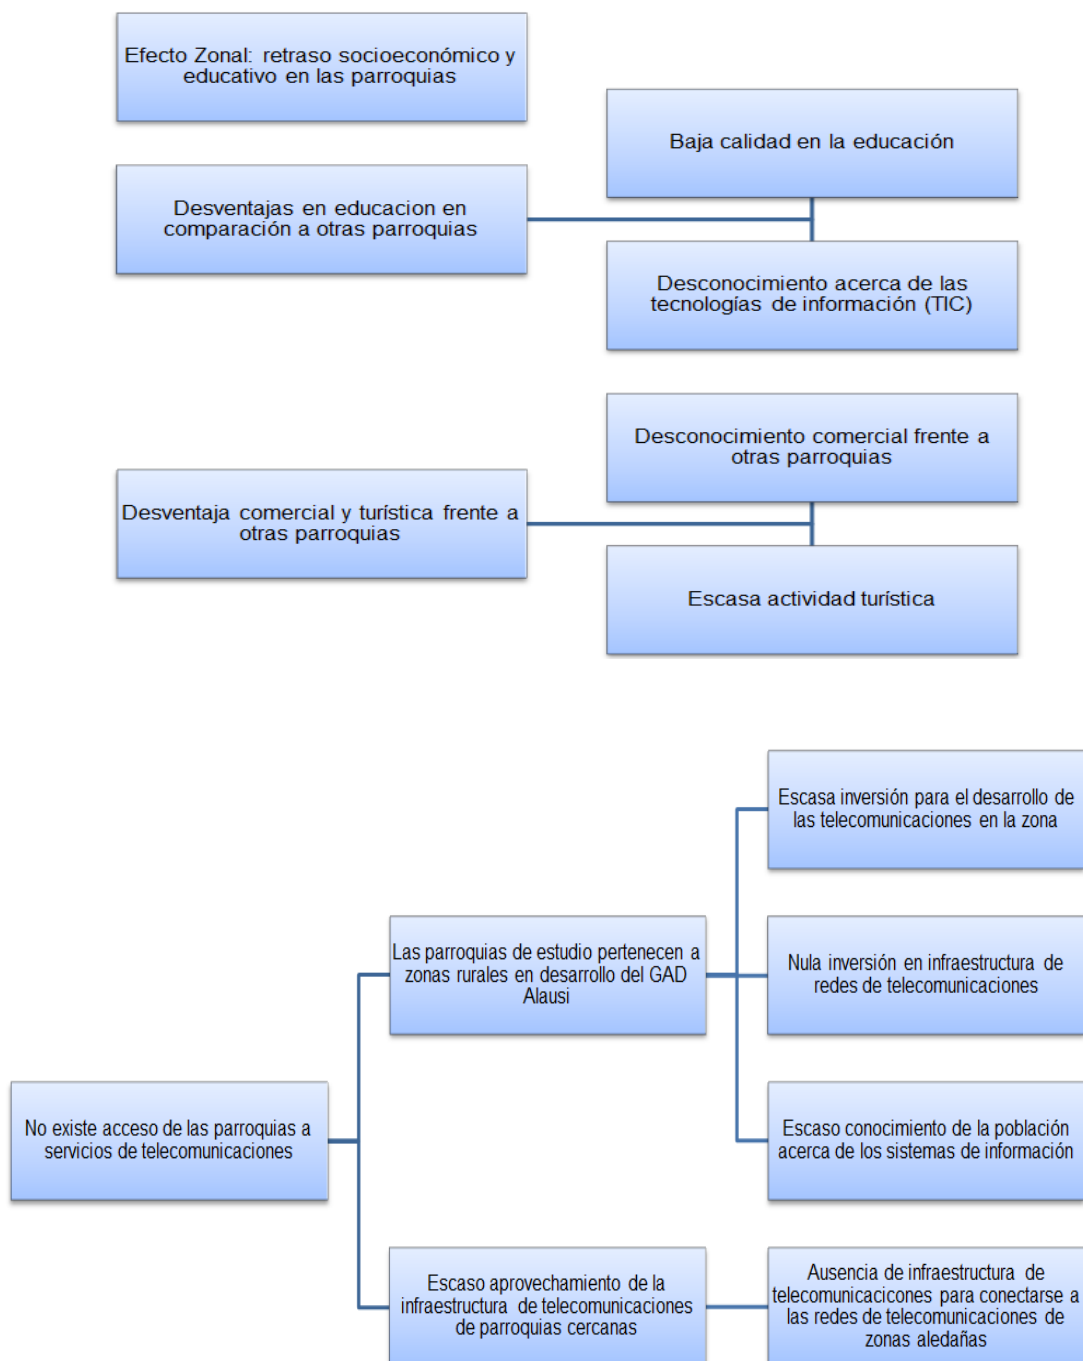 Efecto Zonal: retraso socioeconómico y
educativo en las parroquias
Baja calidad en la educación
Desventajas en educacion en
comparación a otras parroquias
Desconocimiento acerca de las
tecnologías de información (TIC)
Desconocimiento comercial frente a
otras parroquias
Desventaja comercial y turística frente a
otras parroquias
Escasa actividad turística
Escasa inversión para el desarrollo de
las telecomunicaciones en la zona
Las parroquias de estudio pertenecen a
zonas rurales en desarrollo del GAD
Alausi
Nula inversión en infraestructura de
redes de telecomunicaciones
No existe acceso de las parroquias a
servicios de telecomunicaciones
Escaso conocimiento de la población
acerca de los sistemas de información
Escaso aprovechamiento de la
infraestructura de telecomunicaciones
de parroquias cercanas
Ausencia de infraestructura de
telecomunicacicones para conectarse a
las redes de telecomunicaciones de
zonas aledañas